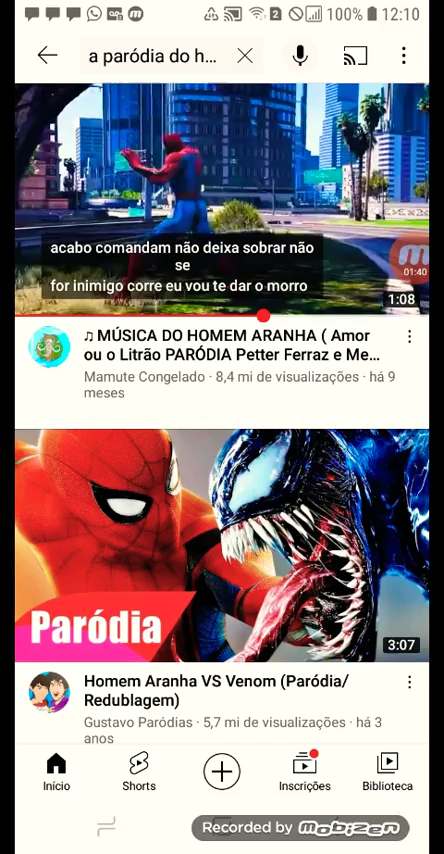 100% 12:10
a paródia do h...
acabo comandam não deixa sobrar não
se
for inimigo corre eu vou te dar o morro
01:40
1:08
♫ MÚSICA DO HOMEM ARANHA ( Amor
ou o Litrão PARÓDIA Petter Ferraz e Me...
Mamute Congelado · 8,4 mi de visualizações · há 9
meses
Paródia
3:07
Homem Aranha VS Venom (Paródia/
Redublagem)
Gustavo Paródias · 5,7 mi de visualizações · há 3
anos
Início Shorts Inscrições Biblioteca
Recorded by Mobizen